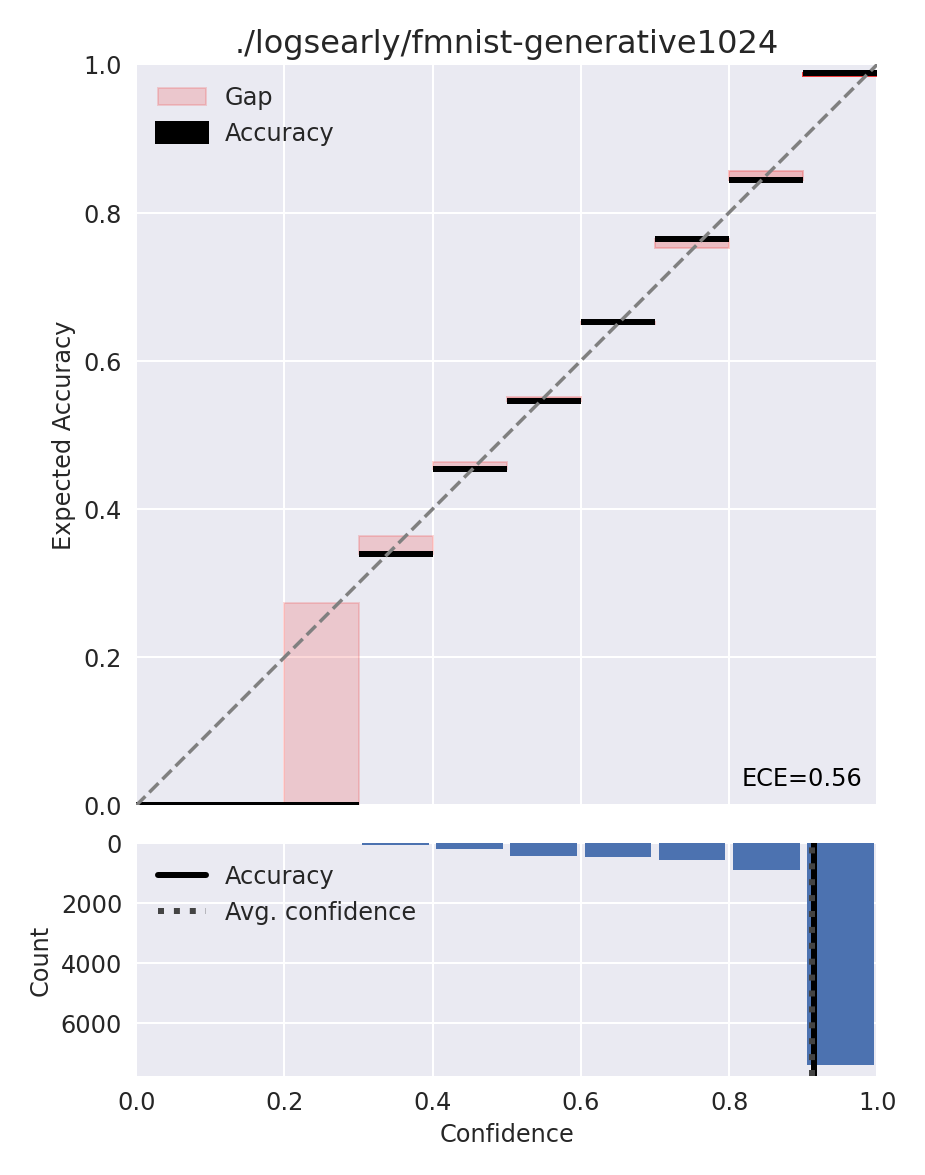 ./logsearly/fmnist-generative1024
1.0
Gap
Accuracy
0.8
0.6
Expected Accuracy
0.4
0.2
ECE=0.56
0.0
0
Accuracy
2000
Avg. confidence
Count
4000
6000
0.0 0.2 0.4 0.6 0.8 1.0
Confidence